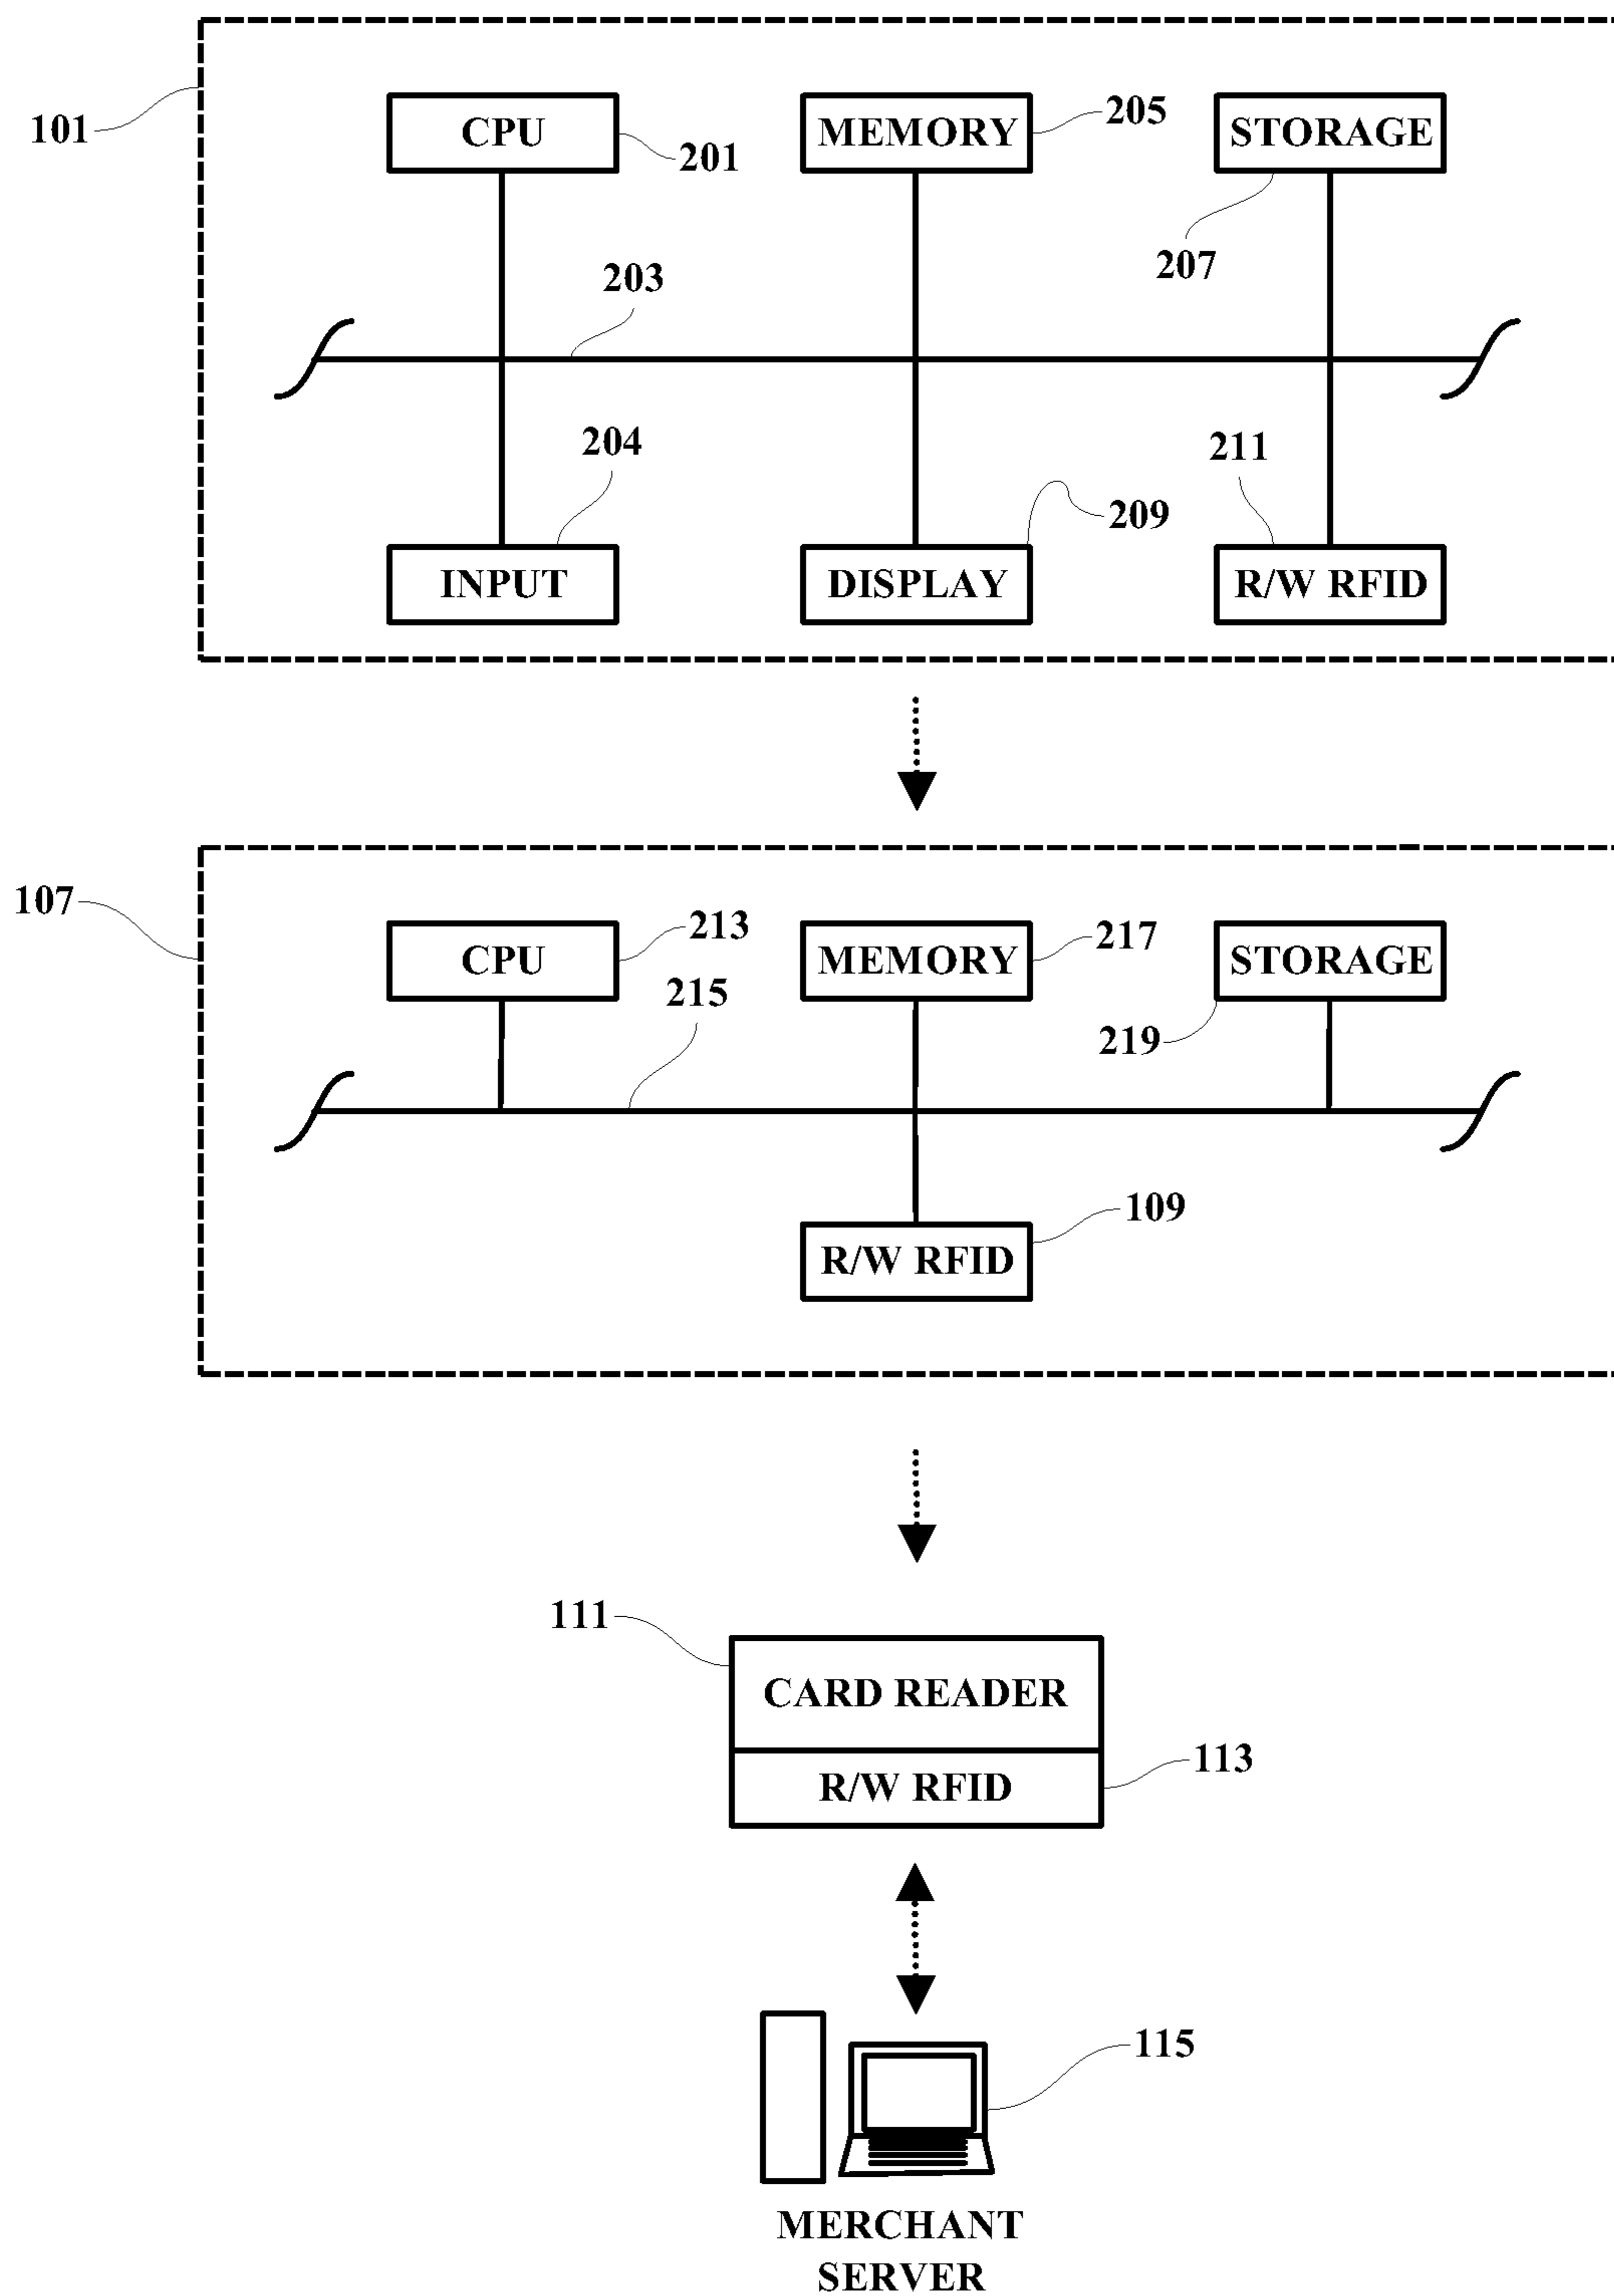 101
CPU
201
MEMORY
205
STORAGE
207
203
204
211
209
INPUT
DISPLAY
R/W RFID
107
CPU
213
MEMORY
217
STORAGE
215
219
109
R/W RFID
111
CARD READER
113
R/W RFID
115
MERCHANT
SERVER